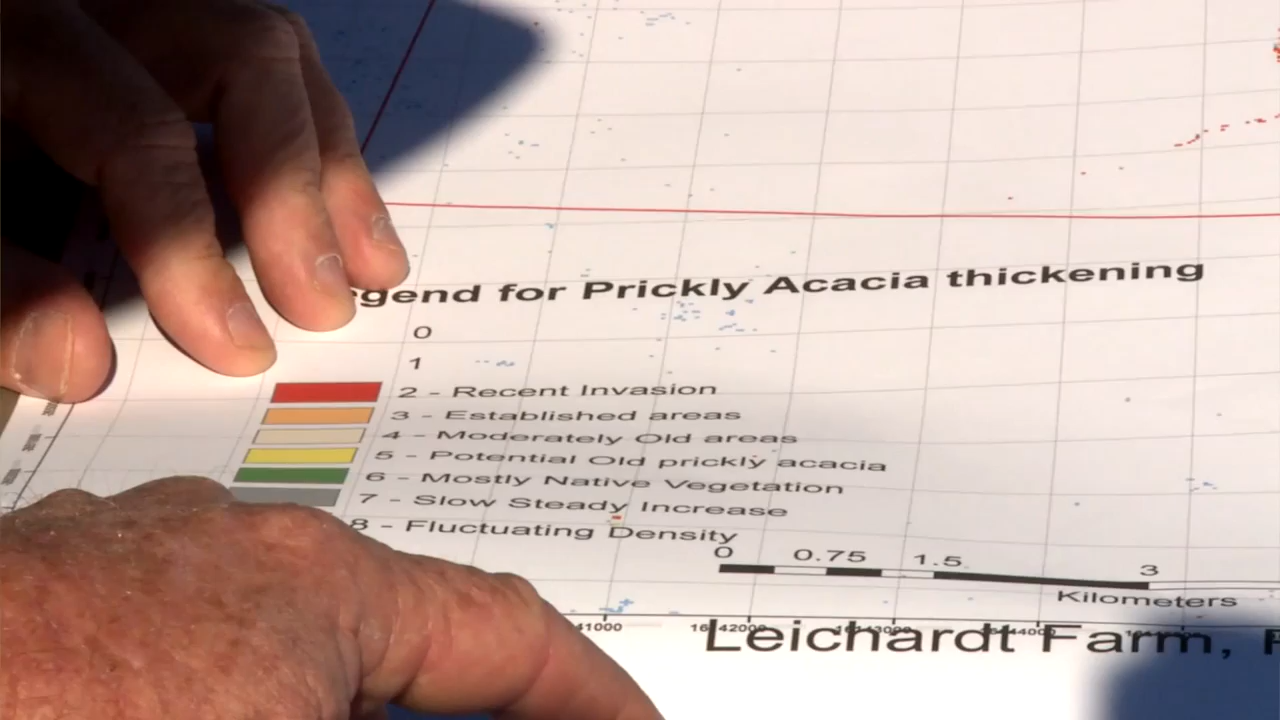 gend for Prickly Acacia thickening
0
1
2 - Recent Invasion
3 - Established areas
4 - Moderately Old areas
5 - Potential Old prickly acacia
6 - Mostly Native Vegetation
7 - Slow Steady Increase
8 - Fluctuating Density
0 0.75 1.5 3
Kilometers
Leichardt Farm,